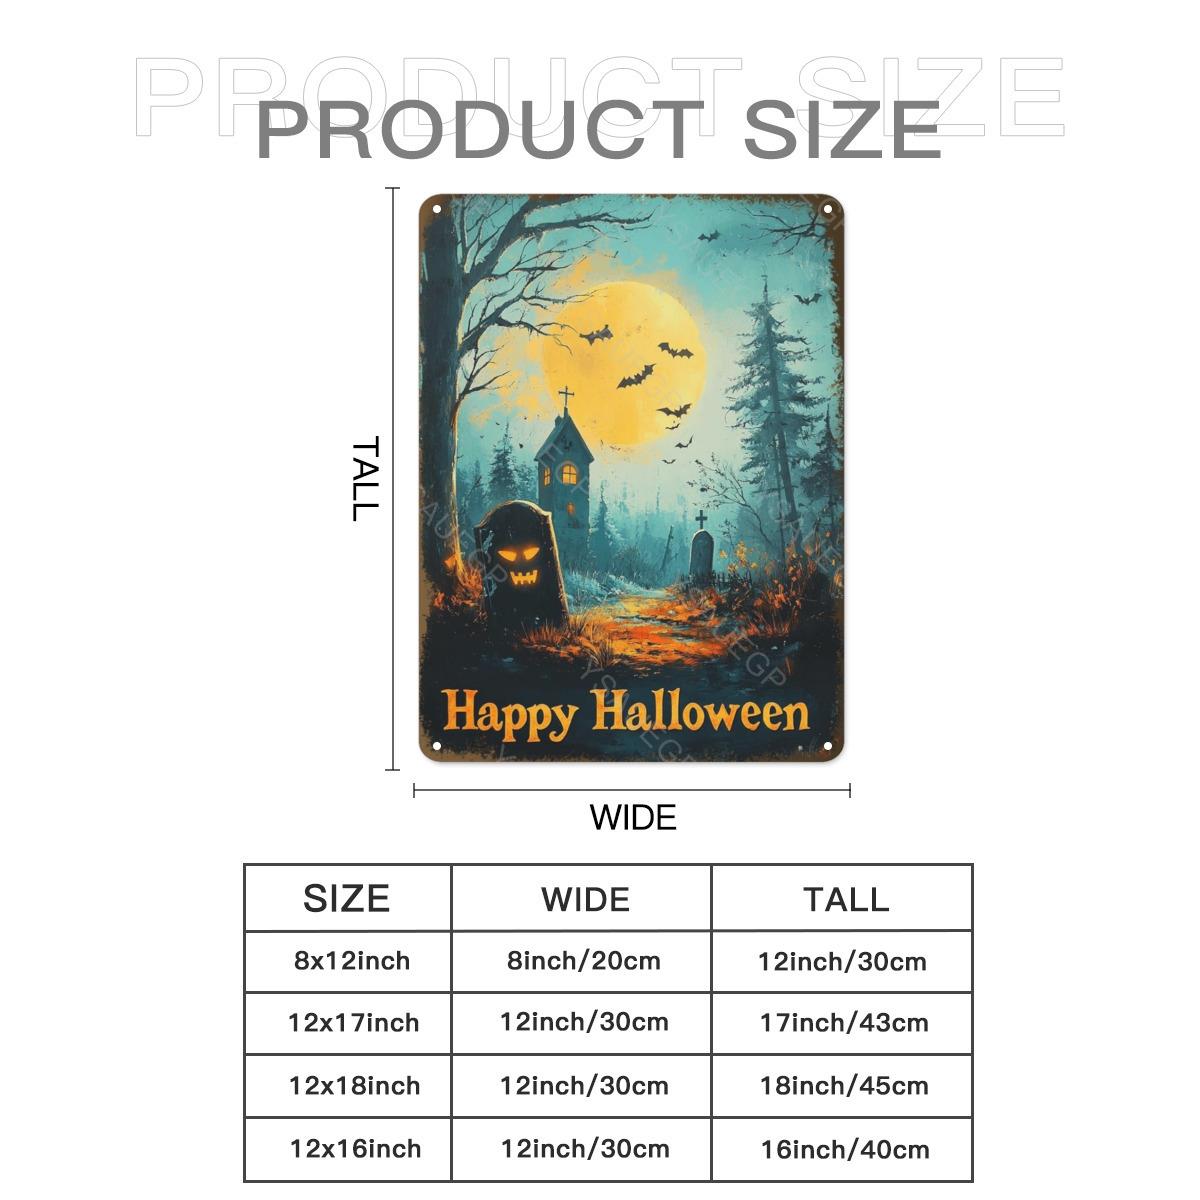 PRODUCT SIZE
PRODUCT SIZE
TALL
Happy Halloween
WIDE
SIZE WIDE TALL
8x12inch 8inch/20cm 12inch/30cm
12x17inch 12inch/30cm 17inch/43cm
12x18inch 12inch/30cm 18inch/45cm
12x16inch 12inch/30cm 16inch/40cm